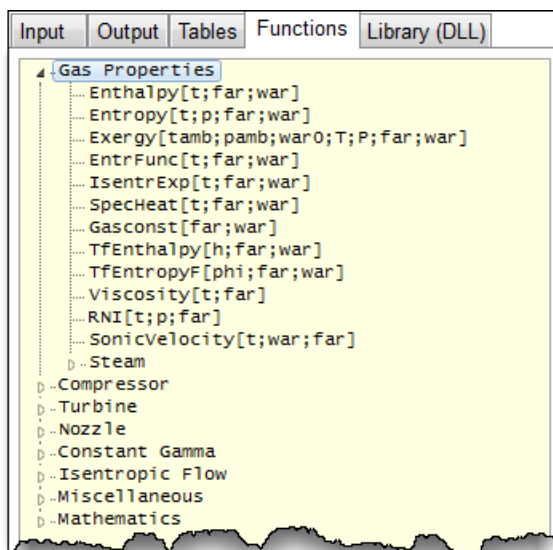 Input Output Tables Functions Library (DLL)
Gas Properties
Enthalpy[t;far;war]
Entropy[t;p;far;war]
Exergy[tamb;pamb;war0;T;P;far;war]
EntrFunc[t;far;war]
IsentrExp[t;far;war]
SpecHeat[t;far;war]
Gasconst[far;war]
TfEnthalpy[h;far;war]
TfEntropyF[phi;far;war]
Viscosity[t;far]
RNI[t;p;far]
SonicVelocity[t;war;far]
Steam
Compressor
Turbine
Nozzle
Constant Gamma
Isentropic Flow
Miscellaneous
Mathematics